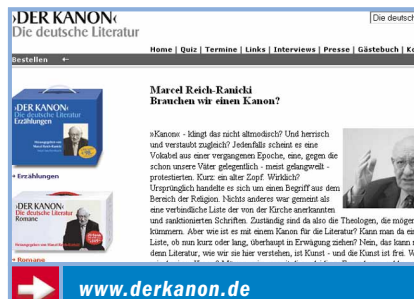 ›DER KANON‹
Die deutsche Literatur
Die deutsch
Home | Quiz | Termine | Links | Interviews | Presse | Gästebuch | Ko
Bestellen ←
Marcel Reich-Ranicki
Brauchen wir einen Kanon?
»Kanon« - klingt das nicht altmodisch? Und herrisch
und verstaubt zugleich? Jedenfalls scheint es eine
Vokabel aus einer vergangenen Epoche, eine, gegen die
schon unsere Väter gelegentlich - meist gelangweilt -
protestierten. Kurz: ein alter Zopf. Wirklich?
Ursprünglich handelte es sich um einen Begriff aus dem
Bereich der Religion. Nichts anderes war gemeint als
eine verbindliche Liste der von der Kirche anerkannten
und sanktionierten Schriften. Zuständig sind da also die Theologen, die mögen
kümmern. Aber wie ist es mit einem Kanon für die Literatur? Kann man da ein
Liste, ob nun kurz oder lang, überhaupt in Erwägung ziehen? Nein, das kann m
denn Literatur, wie wir sie hier verstehen, ist Kunst - und die Kunst ist frei. W
›DER KANON‹
Die deutsche Literatur
Erzählungen
Erzählungen
›DER KANON‹
Die deutsche Literatur
Romane
Romane
www.derkanon.de